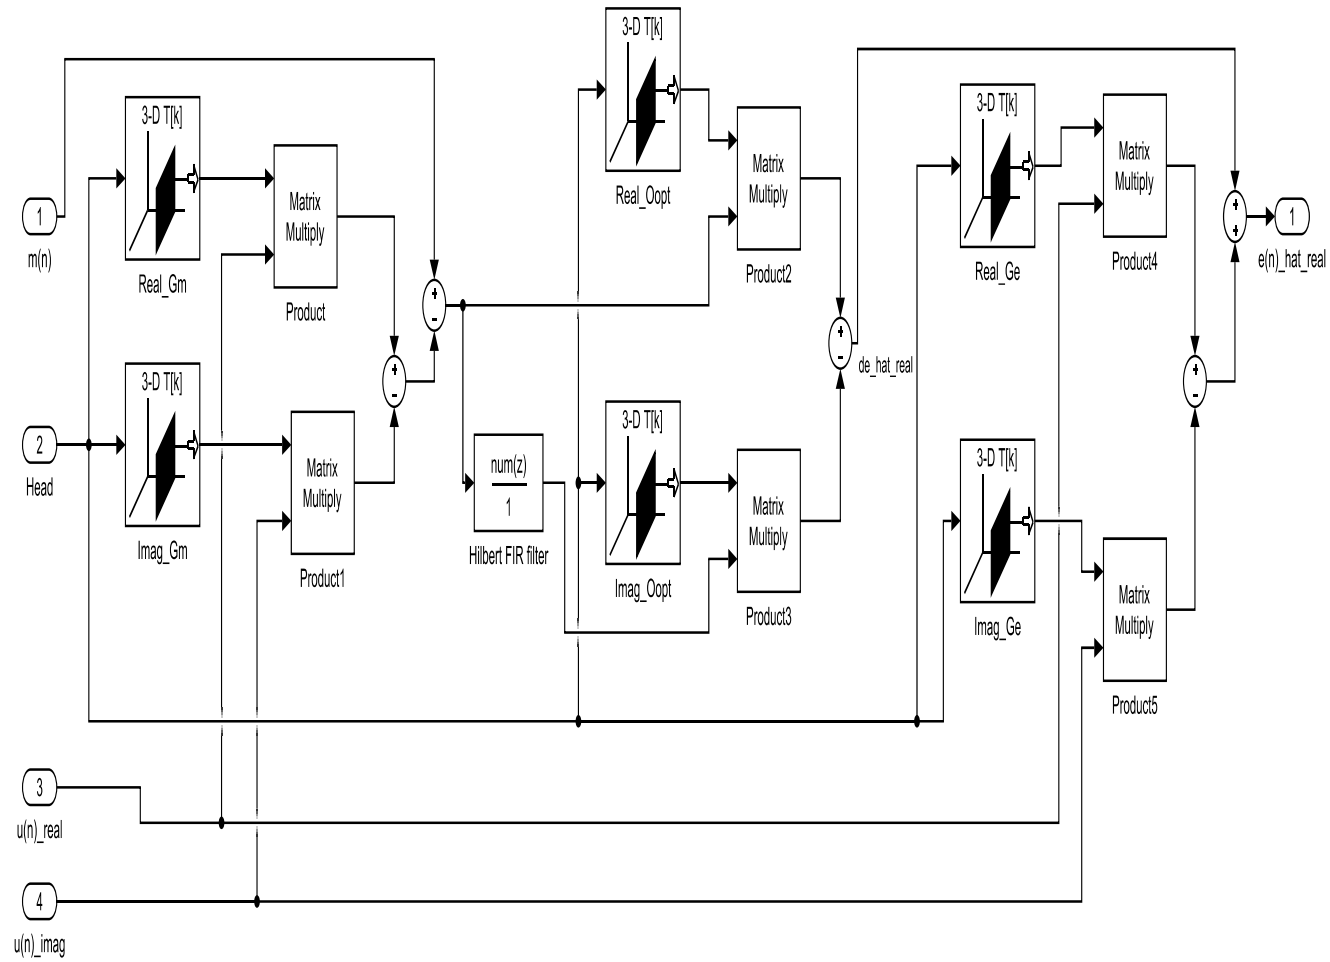 1
m(n)
2
Head
3
u(n)_real
4
u(n)_imag
3-D T[k]
Real_Gm
3-D T[k]
Imag_Gm
Matrix
Multiply
Product
Matrix
Multiply
Product1
+
-
+
-
num(z)
1
Hilbert FIR filter
3-D T[k]
Real_Oopt
3-D T[k]
Imag_Oopt
Matrix
Multiply
Product2
Matrix
Multiply
Product3
+
-
de_hat_real
3-D T[k]
Real_Ge
3-D T[k]
Imag_Ge
Matrix
Multiply
Product4
Matrix
Multiply
Product5
+
-
+
+
1
e(n)_hat_real